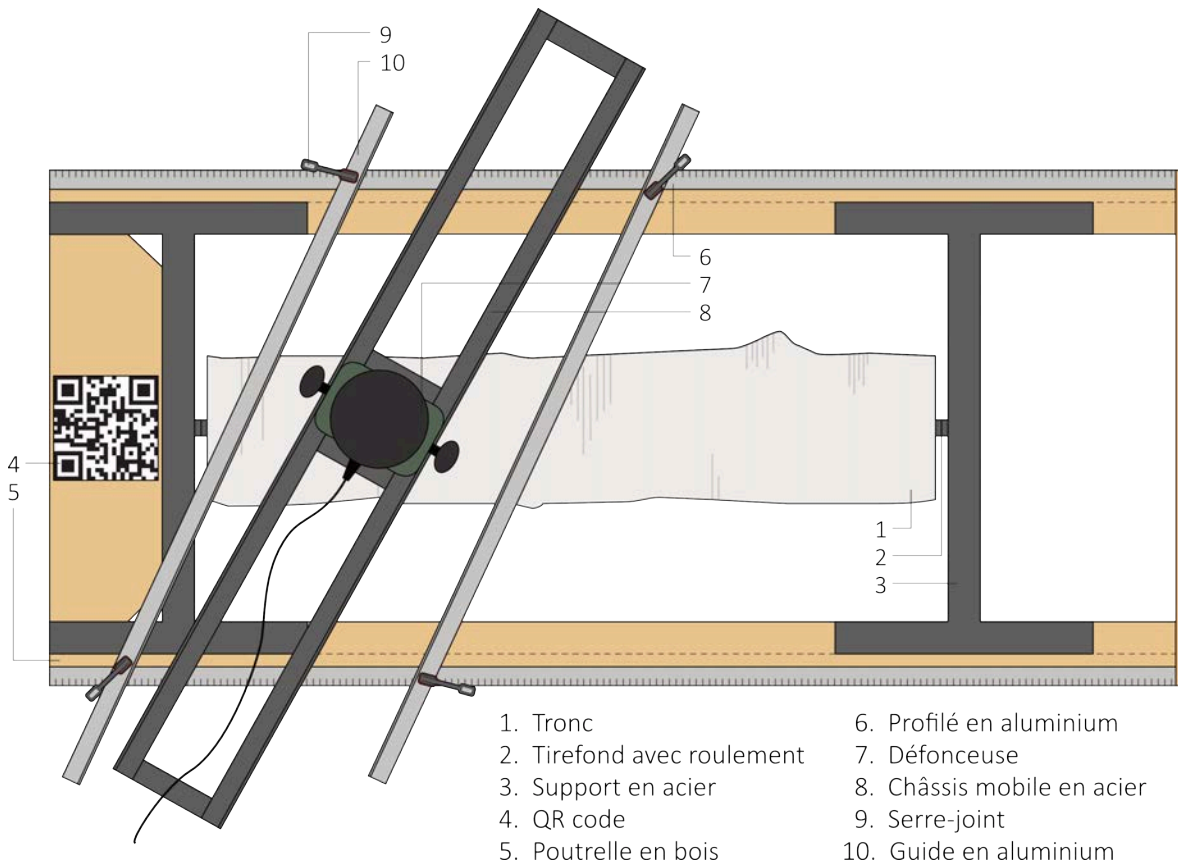 9
10
6
7
8
4
5
1
2
3
1. Tronc
2. Tirefond avec roulement
3. Support en acier
4. QR code
5. Poutrelle en bois
6. Profilé en aluminium
7. Défonceuse
8. Châssis mobile en acier
9. Serre-joint
10. Guide en aluminium